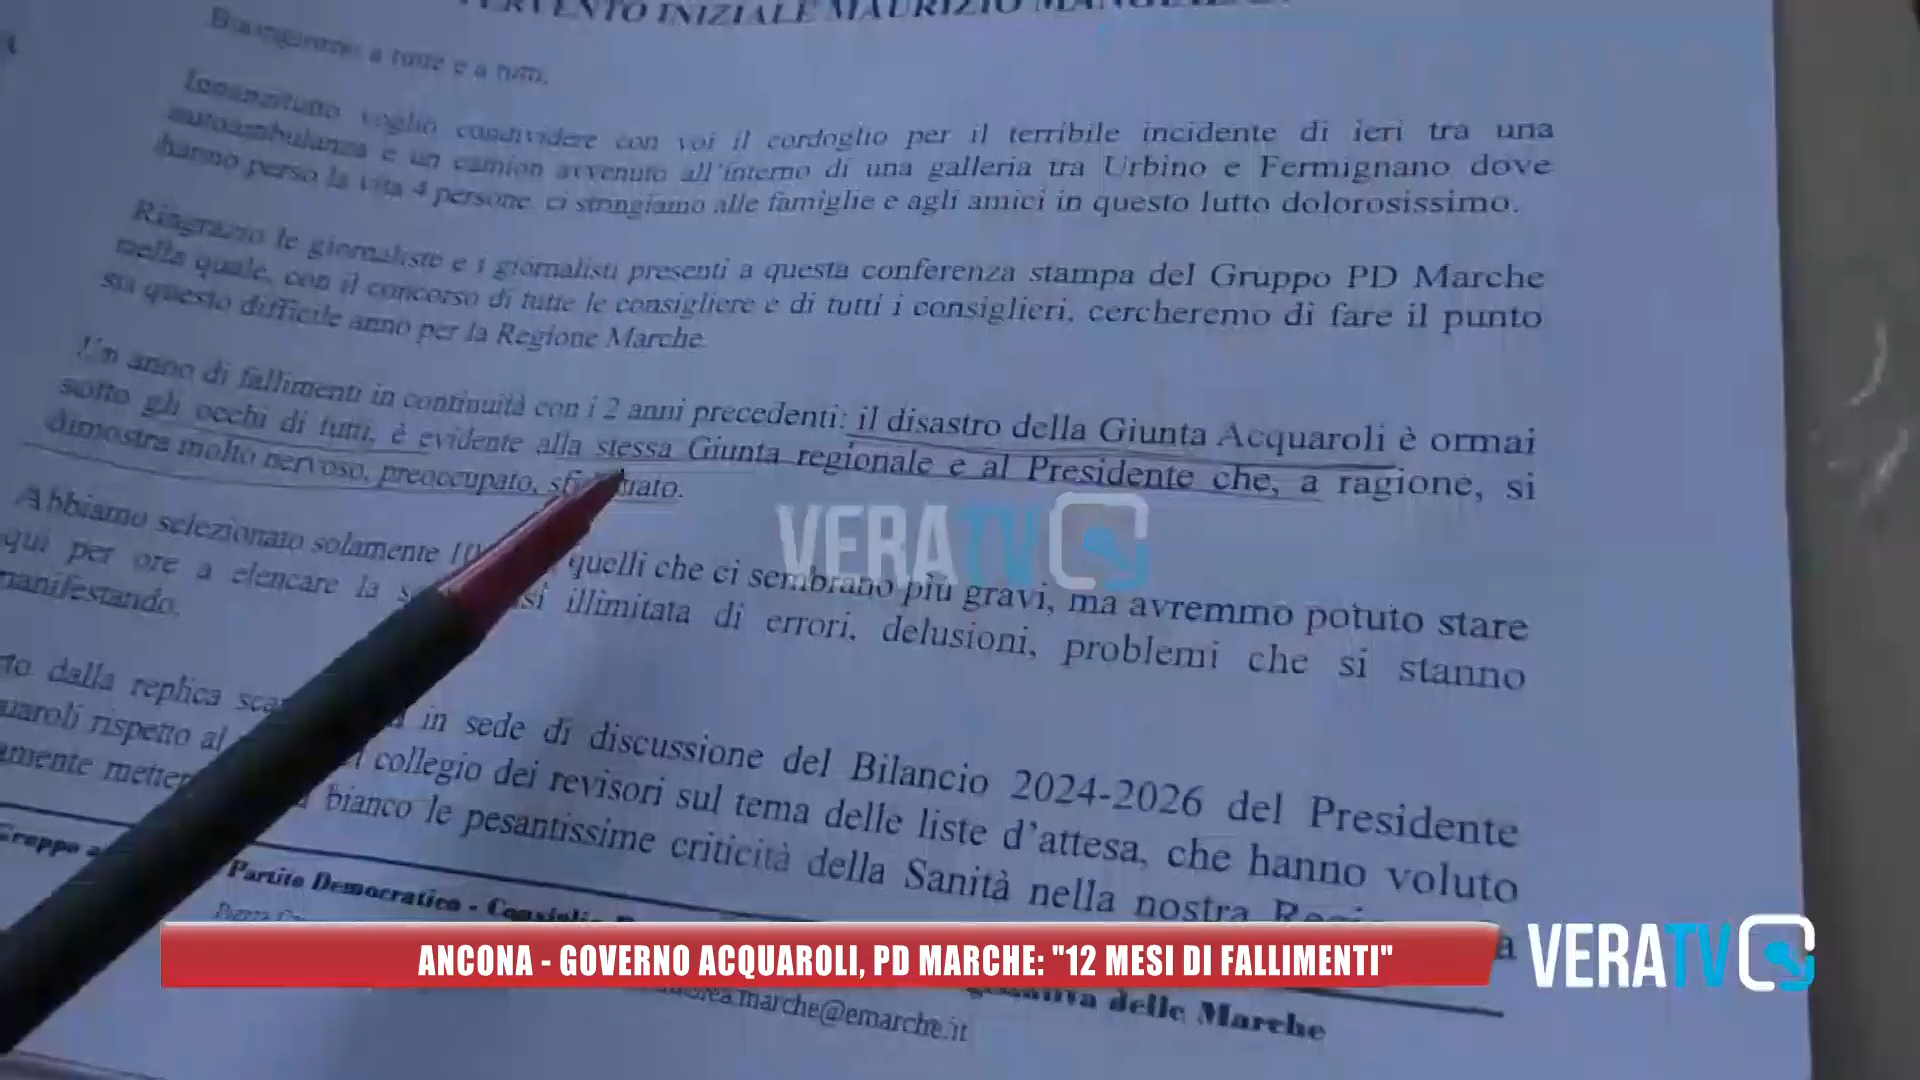 INIZIALE MAURIZIO
Buongiorno a tutte e a tutti.
Innanzitutto voglio condividere con voi il cordoglio per il terribile incidente di ieri tra una
autoambulanza e un camion avvenuto all'interno di una galleria tra Urbino e Fermignano dove
hanno perso la vita 4 persone, ci stringiamo alle famiglie e agli amici in questo lutto dolorosissimo.
Ringrazio le giornaliste e i giornalisti presenti a questa conferenza stampa del Gruppo PD Marche
nella quale, con il concorso di tutte le consigliere e di tutti i consiglieri, cercheremo di fare il punto
su questo difficile anno per la Regione Marche.
Un anno di fallimenti in continuità con i 2 anni precedenti: il disastro della Giunta Acquaroli è ormai
sotto gli occhi di tutti, è evidente alla stessa Giunta regionale e al Presidente che, a ragione, si
dimostra molto nervoso, preoccupato,
Abbiamo selezionato solamente 10 quelli che ci sembrano più gravi, ma avremmo potuto stare
qui per ore a elencare la illimitata di errori, delusioni, problemi che si stanno
manifestando.
dalla replica in sede di discussione del Bilancio 2024-2026 del Presidente
rispetto al collegio dei revisori sul tema delle liste d'attesa, che hanno voluto
bianco le pesantissime criticità della Sanità nella nostra
Partito Democratico -
delle Marche
marche@emarche.it
VERATV
ANCONA - GOVERNO ACQUAROLI, PD MARCHE: "12 MESI DI FALLIMENTI"
VERATV